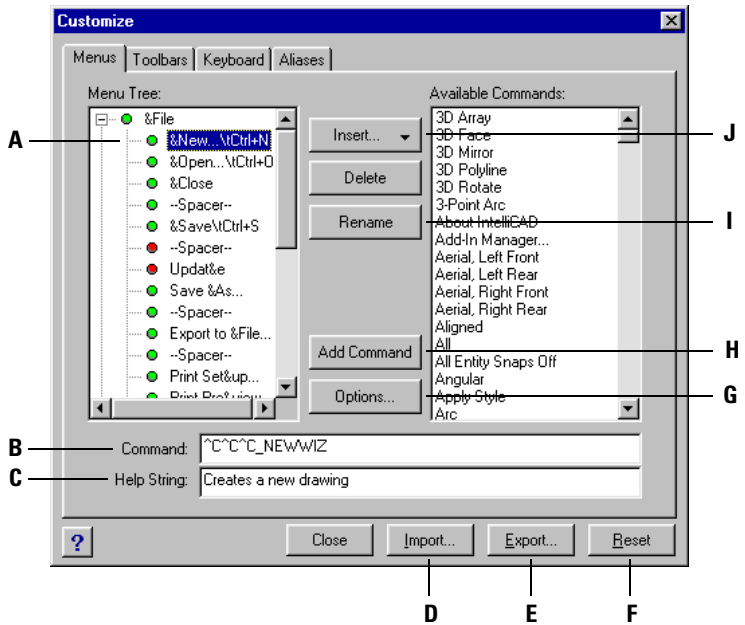 Customize
Menus
Toolbars
Keyboard
Aliases
Menu Tree:
Available Commands:
&File
&New...\tCtrl+N
&Open...\tCtrl+O
&Close
--Spacer--
&Save\tCtrl+S
--Spacer--
Updat&e
Save &As...
--Spacer--
Export to &File...
--Spacer--
Print Set&up...
Print Pre&view
Insert...
Delete
Rename
Add Command
Options...
3D Array
3D Face
3D Mirror
3D Polyline
3D Rotate
3-Point Arc
About IntelliCAD
Add-In Manager...
Aerial, Left Front
Aerial, Left Rear
Aerial, Right Front
Aerial, Right Rear
Aligned
All
All Entity Snaps Off
Angular
Apply Style
Arc
Command:
^C^C^C_NEWWIZ
Help String:
Creates a new drawing
?
Close
Import...
Export...
Reset
A
B
C
D
E
F
G
H
I
J